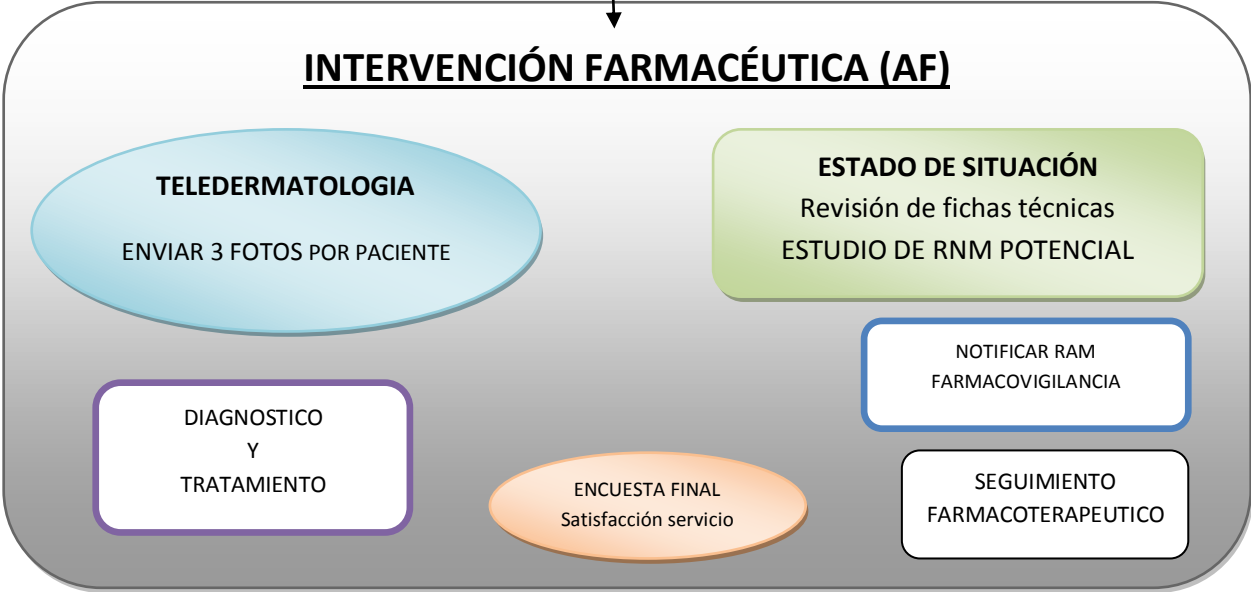 INTERVENCIÓN FARMACÉUTICA (AF)
TELEDERMATOLOGIA
ENVIAR 3 FOTOS POR PACIENTE
ESTADO DE SITUACIÓN
Revisión de fichas técnicas
ESTUDIO DE RNM POTENCIAL
NOTIFICAR RAM
FARMACOVIGILANCIA
DIAGNOSTICO
Y
TRATAMIENTO
ENCUESTA FINAL
Satisfacción servicio
SEGUIMIENTO
FARMACOTERAPEUTICO